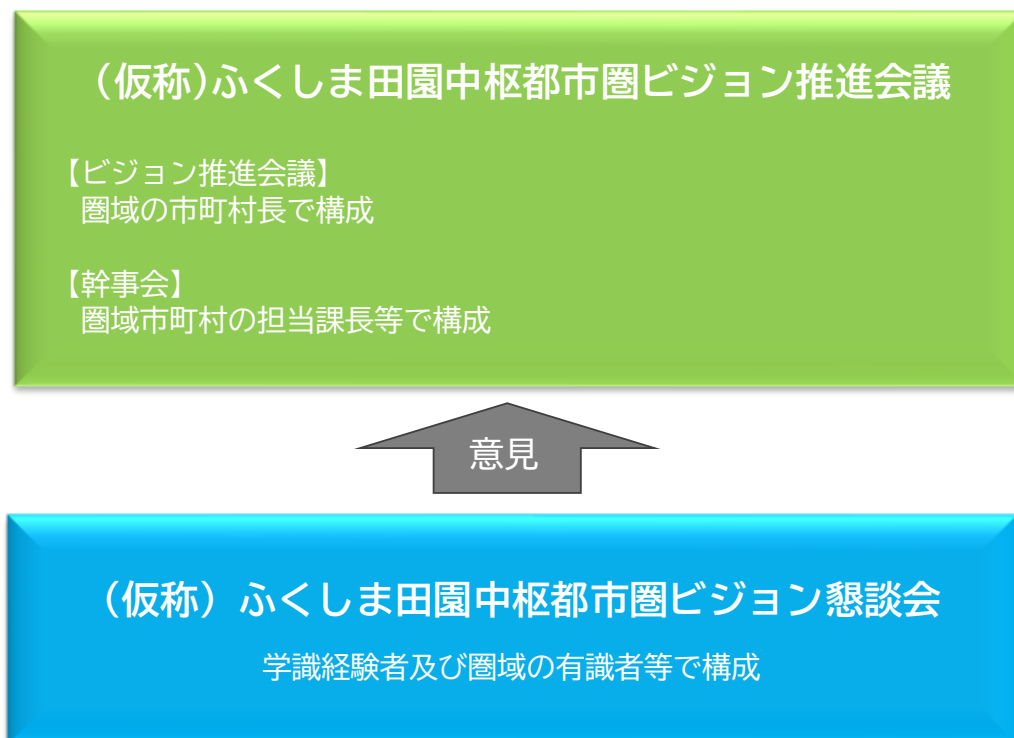 （仮称）ふくしま田園中枢都市圏ビジョン推進会議
【ビジョン推進会議】
圏域の市町村長で構成
【幹事会】
圏域市町村の担当課長等で構成
意見
（仮称）ふくしま田園中枢都市圏ビジョン懇談会
学識経験者及び圏域の有識者等で構成